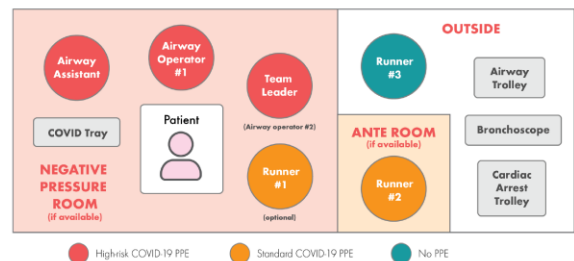 Airway
Assistant
Airway
Operator
#1
Team
Leader
(Airway operator #2)
COVID Tray
Patient
NEGATIVE
PRESSURE
ROOM
(if available)
Runner
#1
(optional)
OUTSIDE
Runner
#3
ANTE ROOM
(if available)
Runner
#2
Airway
Trolley
Bronchoscope
Cardiac
Arrest
Trolley
High-risk COVID-19 PPE
Standard COVID-19 PPE
No PPE